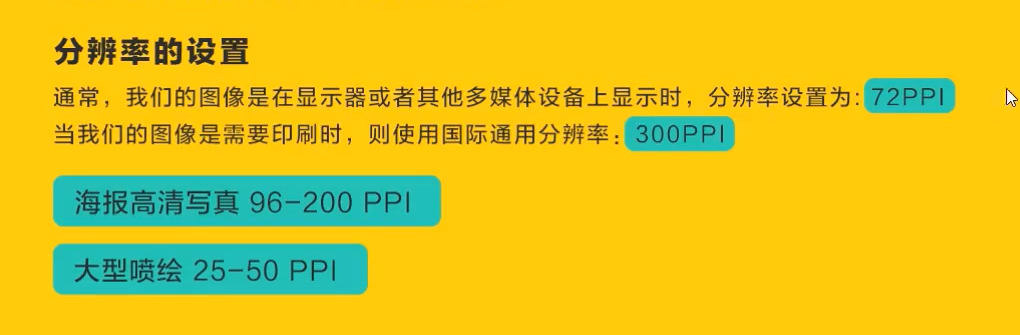 分辨率的设置
通常，我们的图像是在显示器或者其他多媒体设备上显示时，分辨率设置为: 72PPI
当我们的图像是需要印刷时，则使用国际通用分辨率: 300PPI
海报高清写真 96-200 PPI
大型喷绘 25-50 PPI